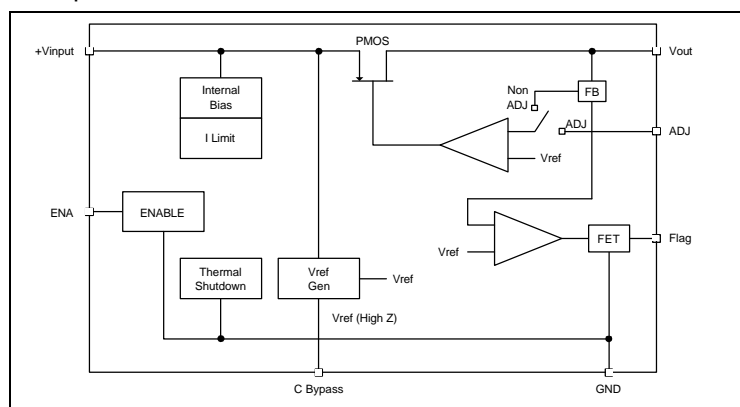 PMOS
+Vinput
Vout
Internal
Bias
I Limit
Non
ADJ
FB
ADJ
ADJ
Vref
ENA
ENABLE
Vref
FET
Flag
Thermal
Shutdown
Vref
Gen
Vref
Vref (High Z)
C Bypass
GND